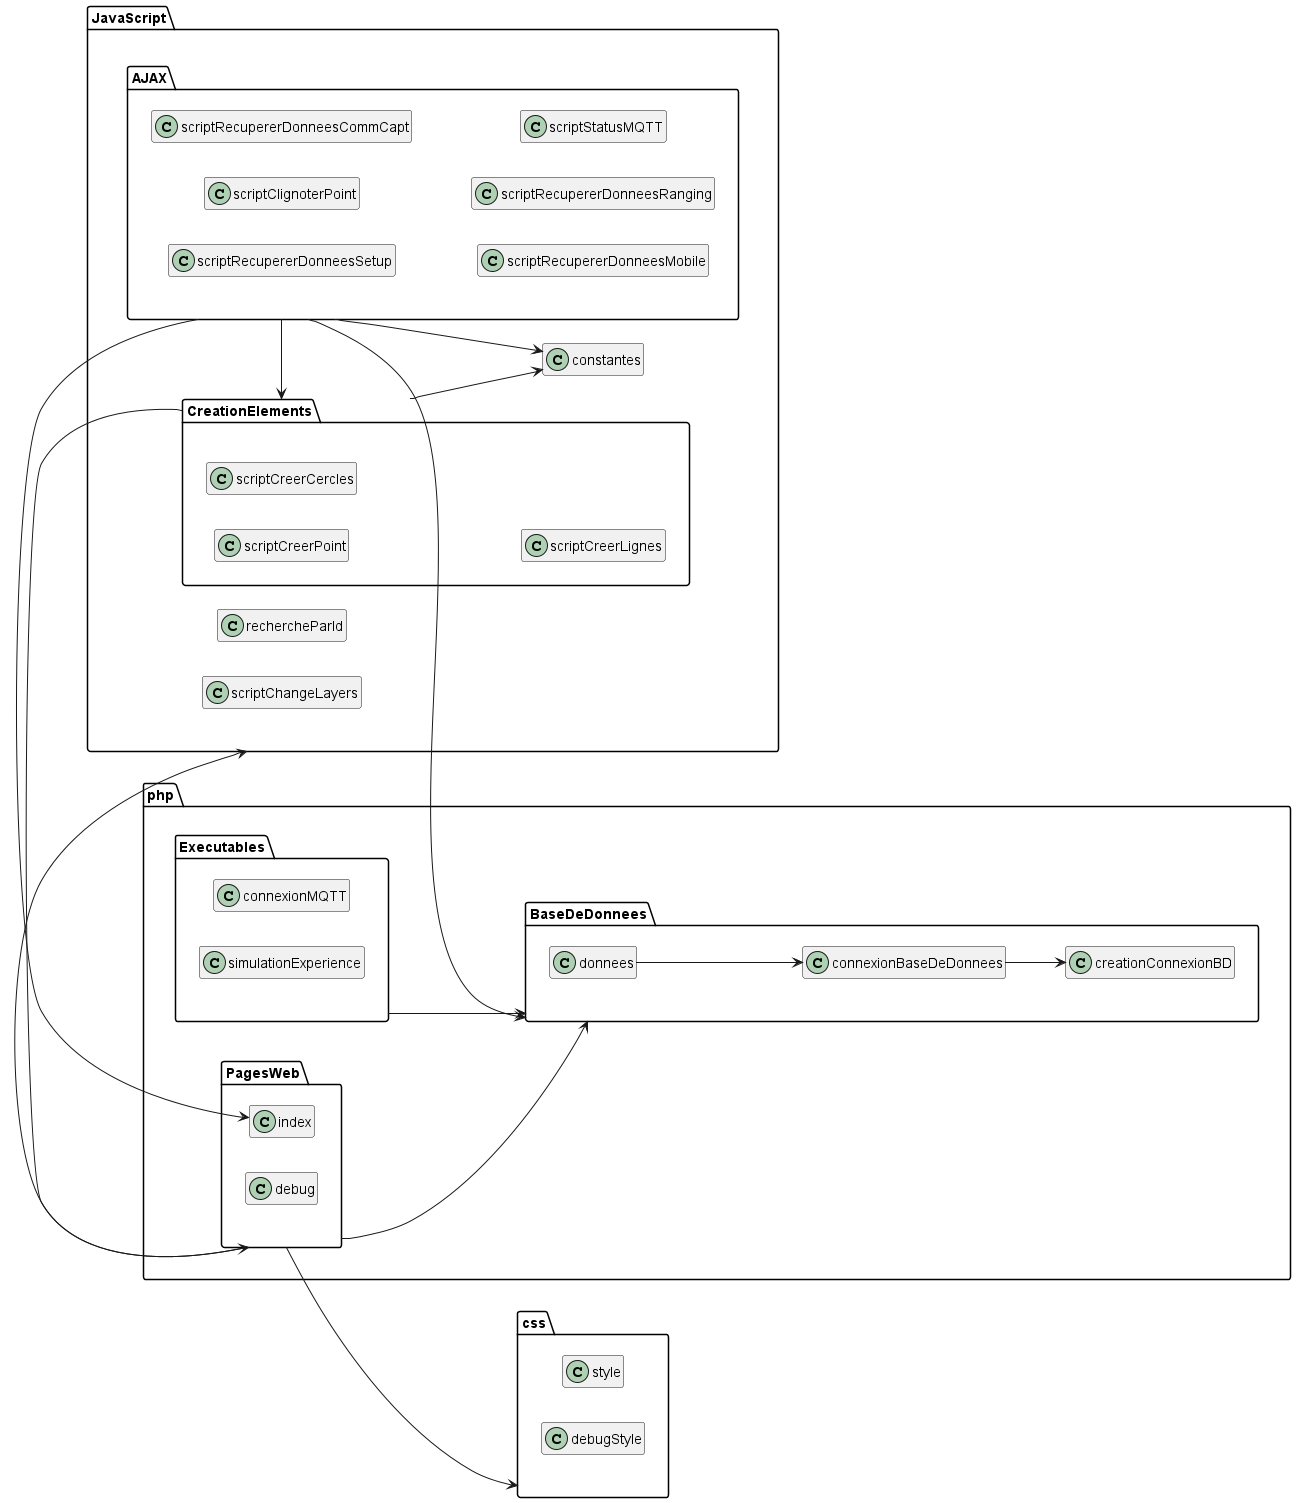 JavaScript
AJAX
C scriptRecupererDonneesCommCapt
C scriptStatusMQTT
C scriptClignoterPoint
C scriptRecupererDonneesRanging
C scriptRecupererDonneesSetup
C scriptRecupererDonneesMobile
C constantes
CreationElements
C scriptCreerCercles
C scriptCreerPoint
C scriptCreerLignes
C rechercheParId
C scriptChangeLayers
php
Executables
C connexionMQTT
C simulationExperience
BaseDeDonnees
C donnees
C connexionBaseDeDonnees
C creationConnexionBD
PagesWeb
C index
C debug
css
C style
C debugStyle